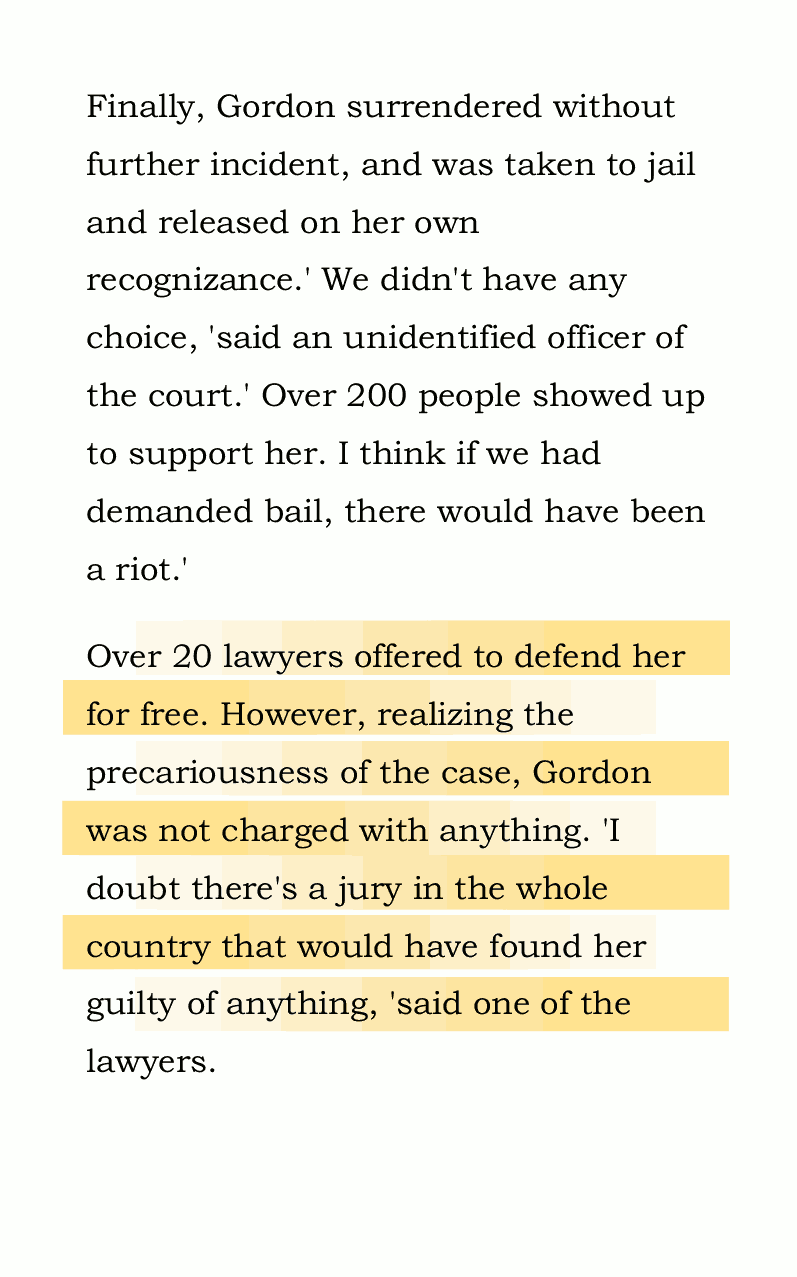 Finally, Gordon surrendered without
further incident, and was taken to jail
and released on her own
recognizance.' We didn't have any
choice, 'said an unidentified officer of
the court.' Over 200 people showed up
to support her. I think if we had
demanded bail, there would have been
a riot.'
Over 20 lawyers offered to defend her
for free. However, realizing the
precariousness of the case, Gordon
was not charged with anything. 'I
doubt there's a jury in the whole
country that would have found her
guilty of anything, 'said one of the
lawyers.